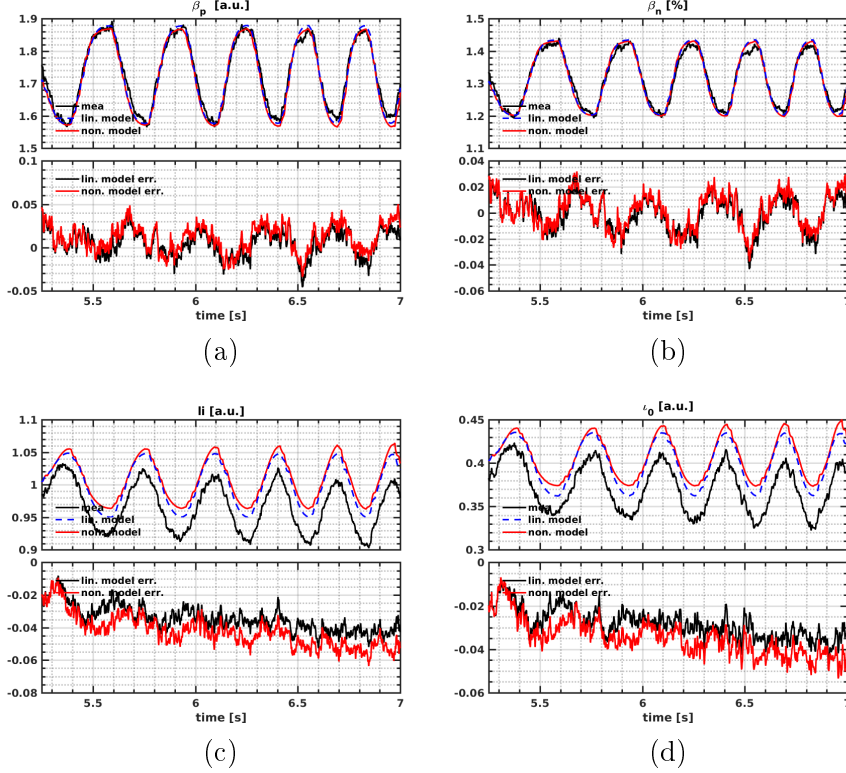 β_p [a.u.]
1.9
1.8
1.7
1.6
1.5
mea
lin. model
non. model
0.1
0.05
0
-0.05
lin. model err.
non. model err.
5.5
6
6.5
7
time [s]
(a)
β_n [%]
1.5
1.4
1.3
1.2
1.1
mea
lin. model
non. model
0.04
0.02
0
-0.02
-0.04
-0.06
lin. model err.
non. model err.
5.5
6
6.5
7
time [s]
(b)
li [a.u.]
1.1
1.05
1
0.95
0.9
mea
lin. model
non. model
0
-0.02
-0.04
-0.06
-0.08
lin. model err.
non. model err.
5.5
6
6.5
7
time [s]
(c)
ι_0 [a.u.]
0.45
0.4
0.35
0.3
mea
lin. model
non. model
0
-0.02
-0.04
-0.06
lin. model err.
non. model err.
5.5
6
6.5
7
time [s]
(d)